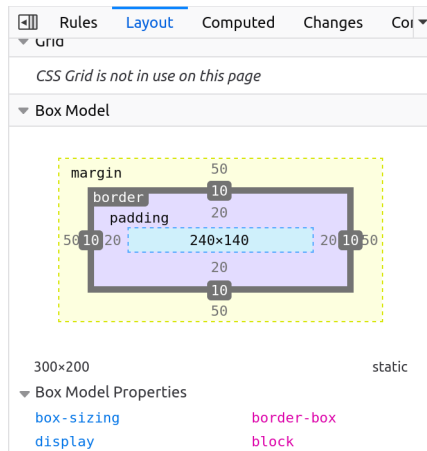 Rules Layout Computed Changes
Grid
CSS Grid is not in use on this page
Box Model
margin 50
border 10
padding 20
50 10 20 240×140 20 10 50
20
10
50
300×200 static
Box Model Properties
box-sizing border-box
display block